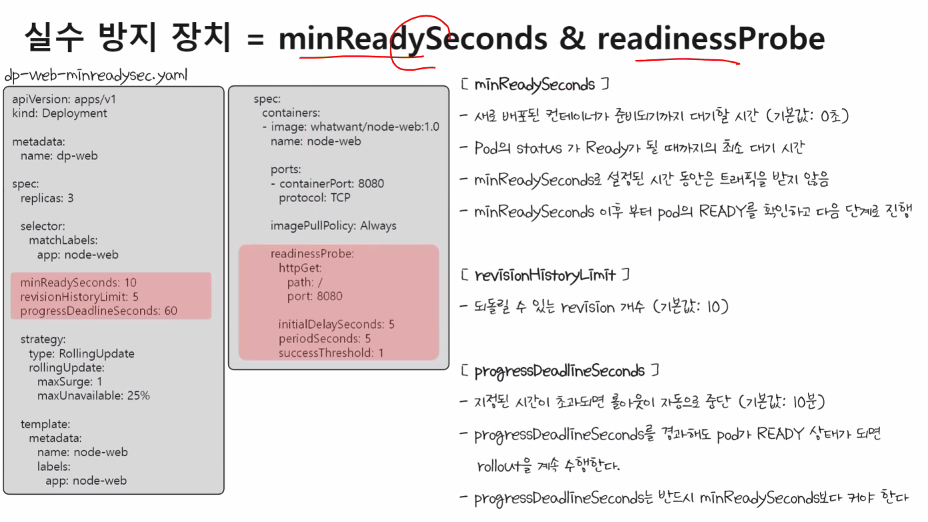 실수 방지 장치 = minReadySeconds & readinessProbe
dp-web-minreadysec.yaml
apiVersion: apps/v1
kind: Deployment
metadata:
name: dp-web
spec:
replicas: 3
selector:
matchLabels:
app: node-web
minReadySeconds: 10
revisionHistoryLimit: 5
progressDeadlineSeconds: 60
strategy:
type: RollingUpdate
rollingUpdate:
maxSurge: 1
maxUnavailable: 25%
template:
metadata:
name: node-web
labels:
app: node-web
spec:
containers:
- image: whatwant/node-web:1.0
name: node-web
ports:
- containerPort: 8080
protocol: TCP
imagePullPolicy: Always
readinessProbe:
httpGet:
path: /
port: 8080
initialDelaySeconds: 5
periodSeconds: 5
successThreshold: 1
[ minReadySeconds ]
- 새로 배포된 컨테이너가 준비되기까지 대기할 시간 (기본값: 0초)
- Pod의 status 가 Ready가 될 때까지의 최소 대기 시간
- minReadySeconds로 설정된 시간 동안은 트래픽을 받지 않음
- minReadySeconds 이후 부터 pod의 READY를 확인하고 다음 단계로 진행
[ revisionHistoryLimit ]
- 되돌릴 수 있는 revision 개수 (기본값: 10)
[ progressDeadlineSeconds ]
- 지정된 시간이 초과되면 롤아웃이 자동으로 중단 (기본값: 10분)
- progressDeadlineSeconds를 경과해도 pod가 READY 상태가 되면
rollout을 계속 수행한다.
- progressDeadlineSeconds는 반드시 minReadySeconds보다 커야 한다